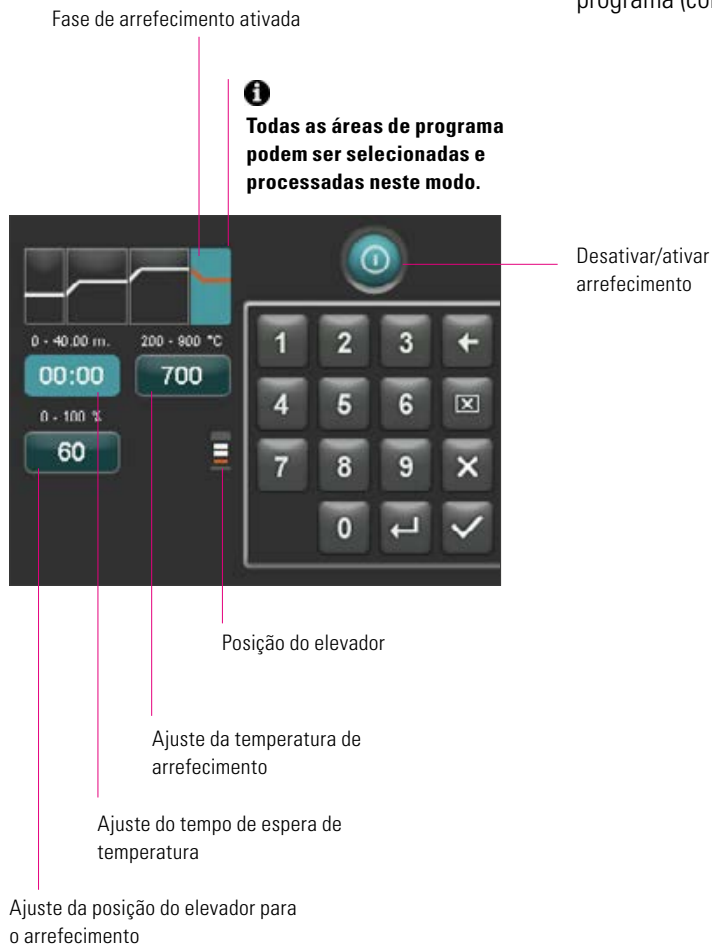 programa (co
Fase de arrefecimento ativada
Todas as áreas de programa
podem ser selecionadas e
processadas neste modo.
Desativar/ativar
arrefecimento
0 - 40.00 m.
200 - 900 °C
00:00
700
0 - 100 %
60
1 2 3
4 5 6
7 8 9
0
Posição do elevador
Ajuste da temperatura de
arrefecimento
Ajuste do tempo de espera de
temperatura
Ajuste da posição do elevador para
o arrefecimento